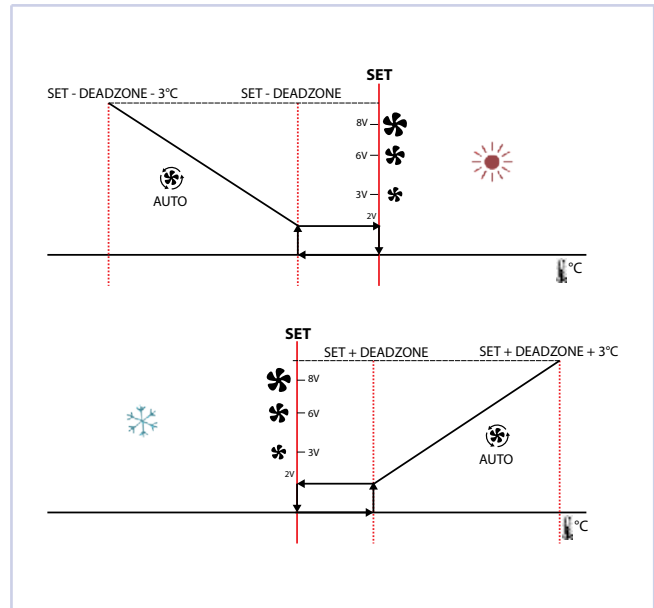 SET
SET - DEADZONE - 3°C
SET - DEADZONE
8V
6V
AUTO
3V
2V
°C
SET
SET + DEADZONE
SET + DEADZONE + 3°C
8V
6V
AUTO
3V
2V
°C